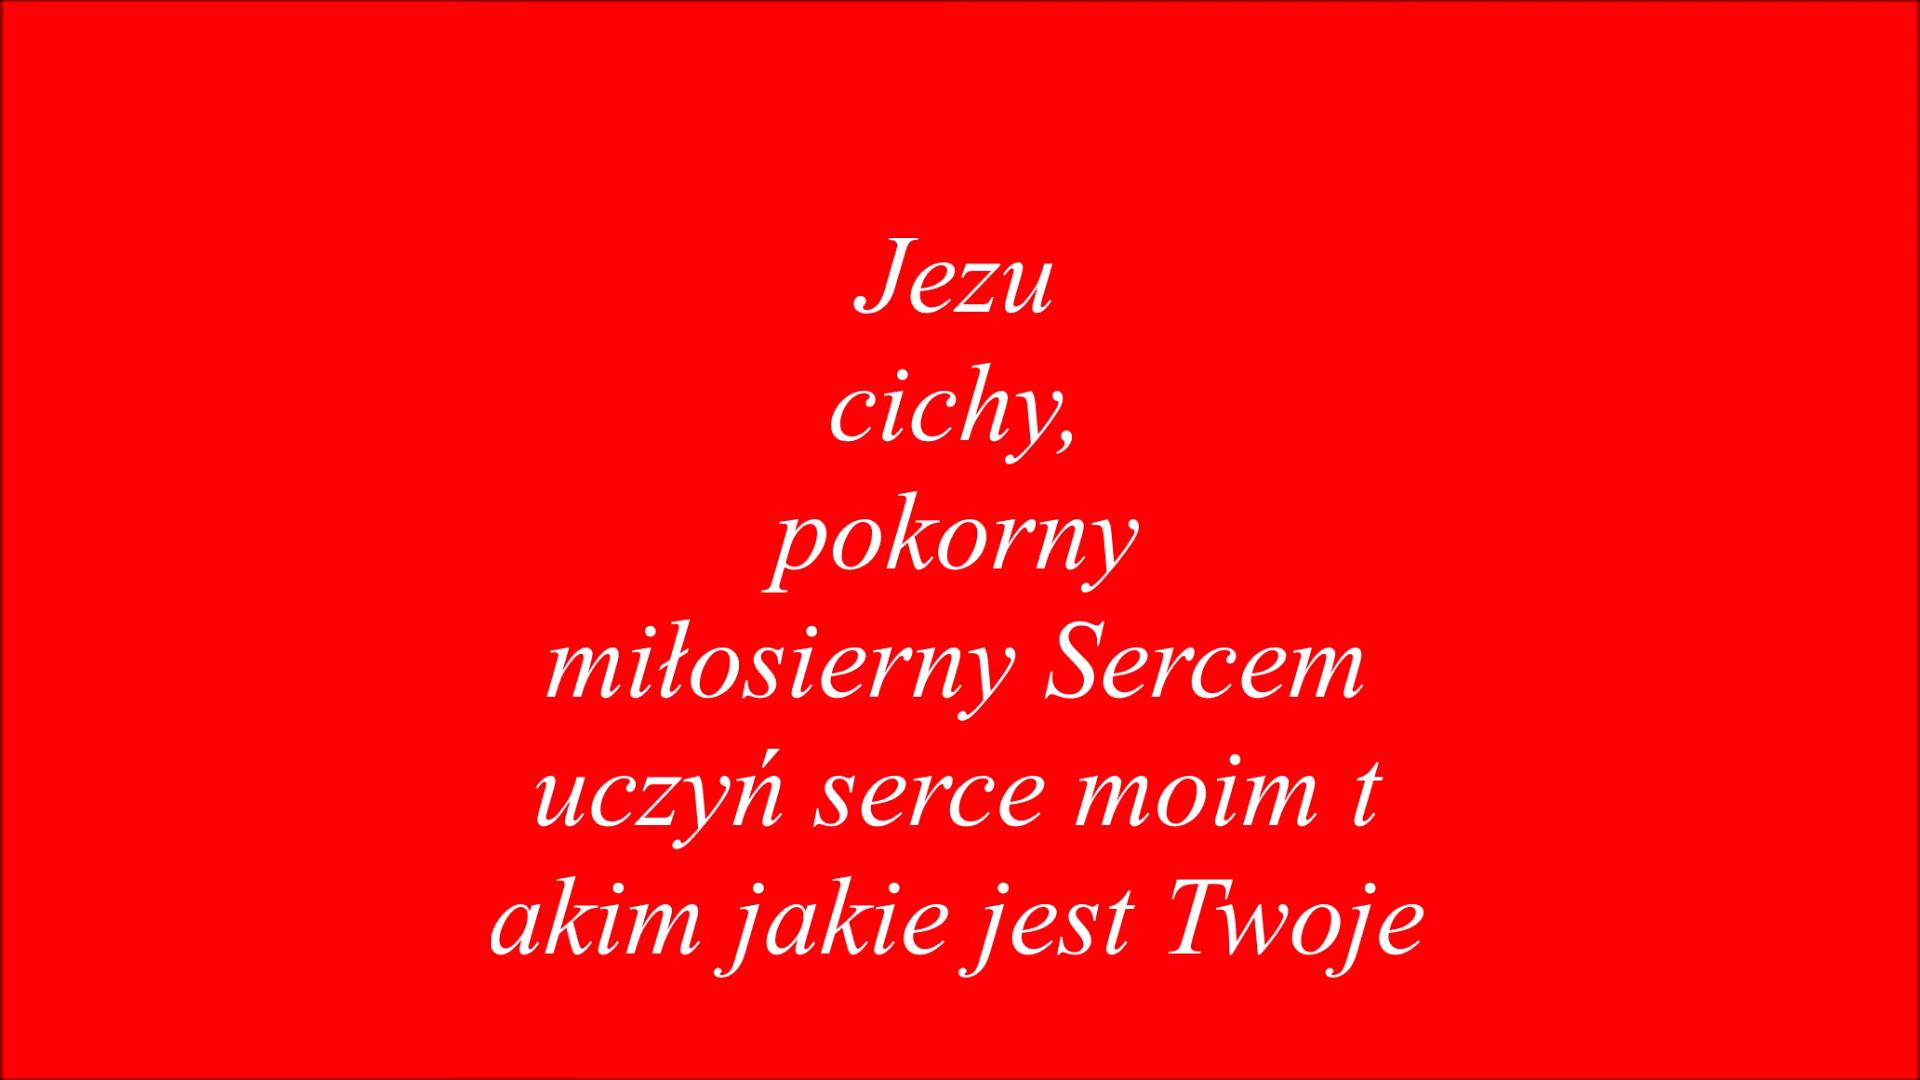 Jezu
cichy,
pokorny
miłosierny Sercem
uczyń serce moim t
akim jakie jest Twoje